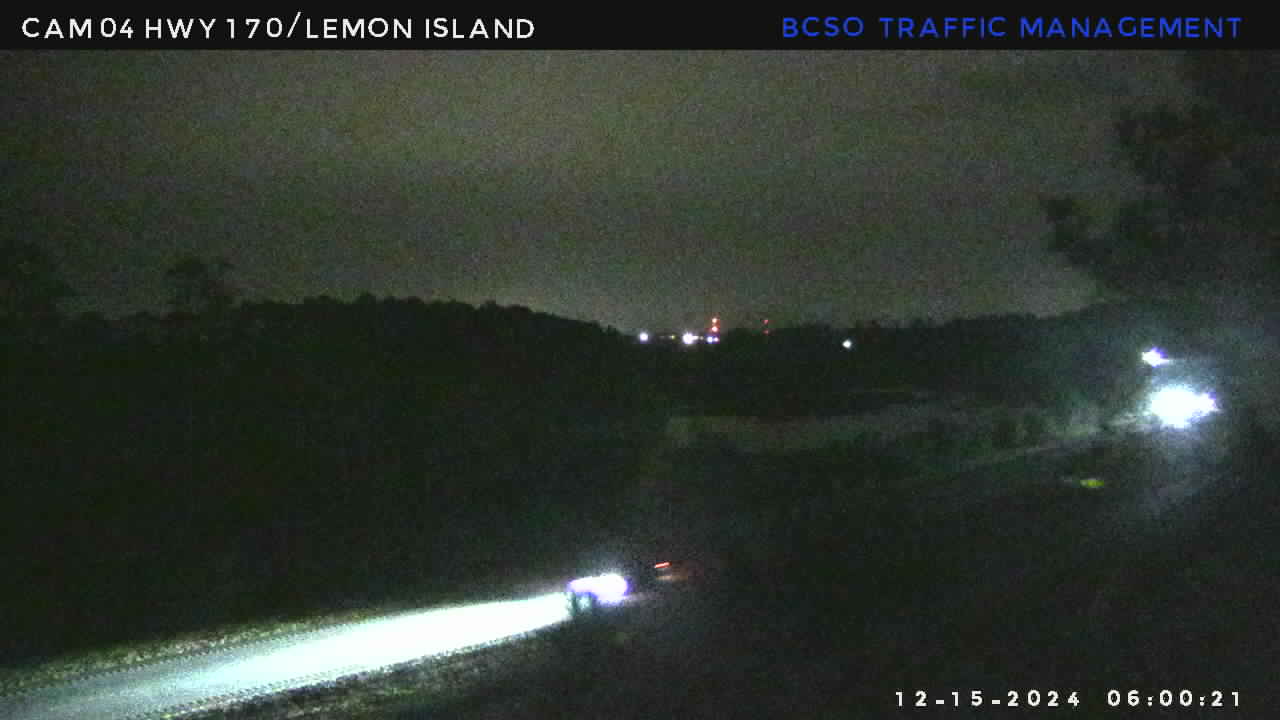 CAM04 HWY 170/LEMON ISLAND
BCSO TRAFFIC MANAGEMENT
12-15-2024 06:00:21